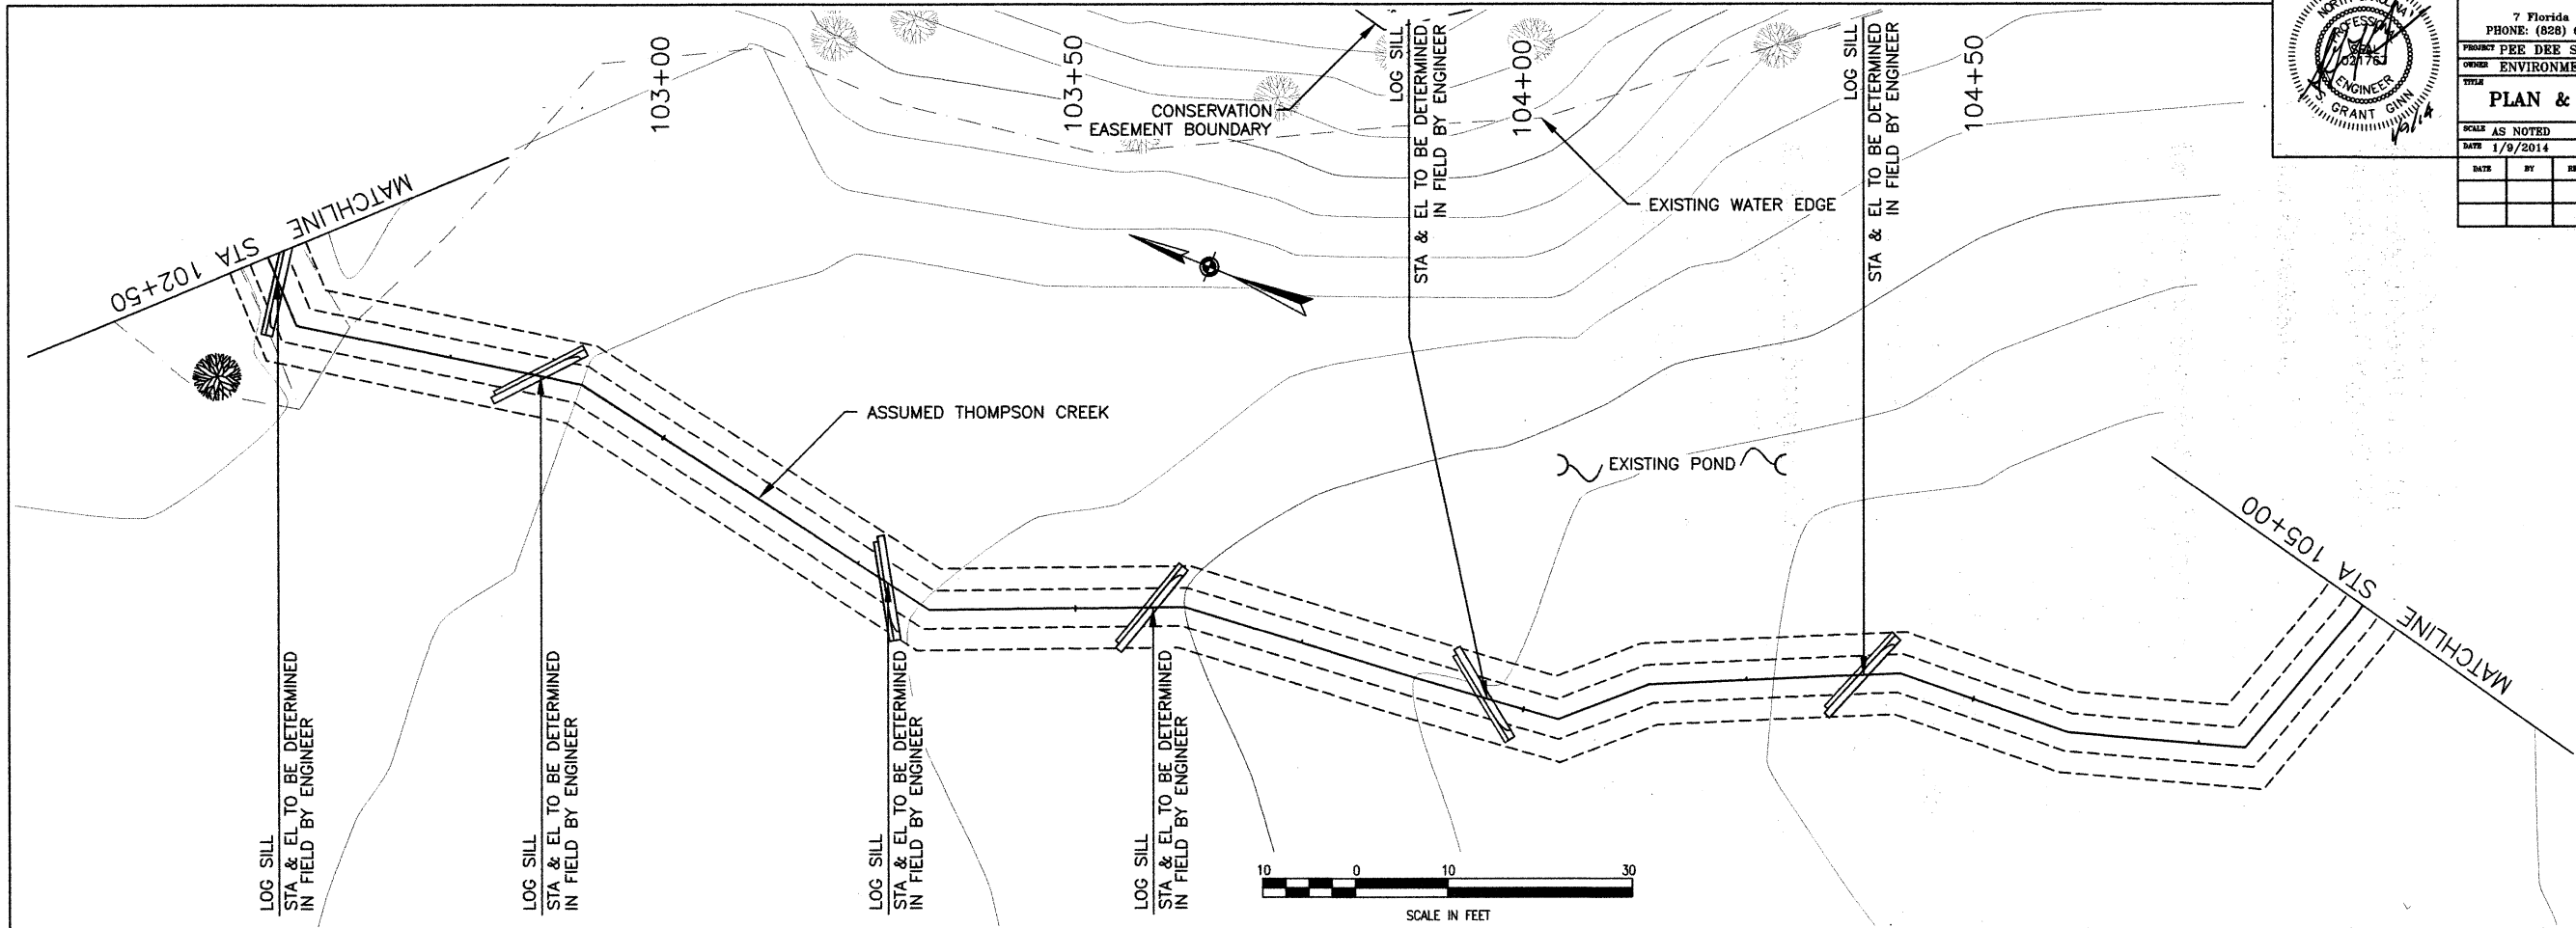 103+00
103+50
104+00
104+50
CONSERVATION
EASEMENT BOUNDARY
LOG SILL
STA & EL TO BE DETERMINED
IN FIELD BY ENGINEER
LOG SILL
STA & EL TO BE DETERMINED
IN FIELD BY ENGINEER
EXISTING WATER EDGE
MATCHLINE
STA 102+50
ASSUMED THOMPSON CREEK
EXISTING POND
MATCHLINE
STA 105+00
LOG SILL
STA & EL TO BE DETERMINED
IN FIELD BY ENGINEER
LOG SILL
STA & EL TO BE DETERMINED
IN FIELD BY ENGINEER
LOG SILL
STA & EL TO BE DETERMINED
IN FIELD BY ENGINEER
LOG SILL
STA & EL TO BE DETERMINED
IN FIELD BY ENGINEER
10 0 10 30
SCALE IN FEET
PROFESSIONAL
SEAL
ENGINEER
S. GRANT GINN
7 Florida
PHONE: (828)
PROJECT PEE DEE S
OWNER ENVIRONME
TITLE
PLAN &
SCALE AS NOTED
DATE 1/9/2014
DATE BY RE